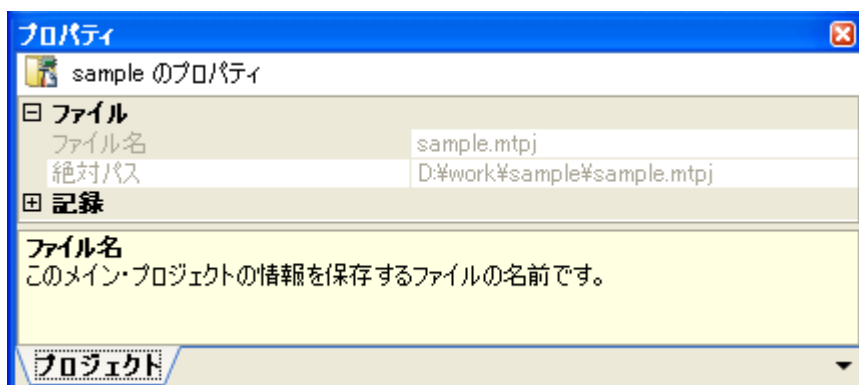 プロパティ
sample のプロパティ
ファイル
ファイル名 sample.mtpj
絶対パス D:¥work¥sample¥sample.mtpj
記録
ファイル名
このメイン・プロジェクトの情報を保存するファイルの名前です。
プロジェクト